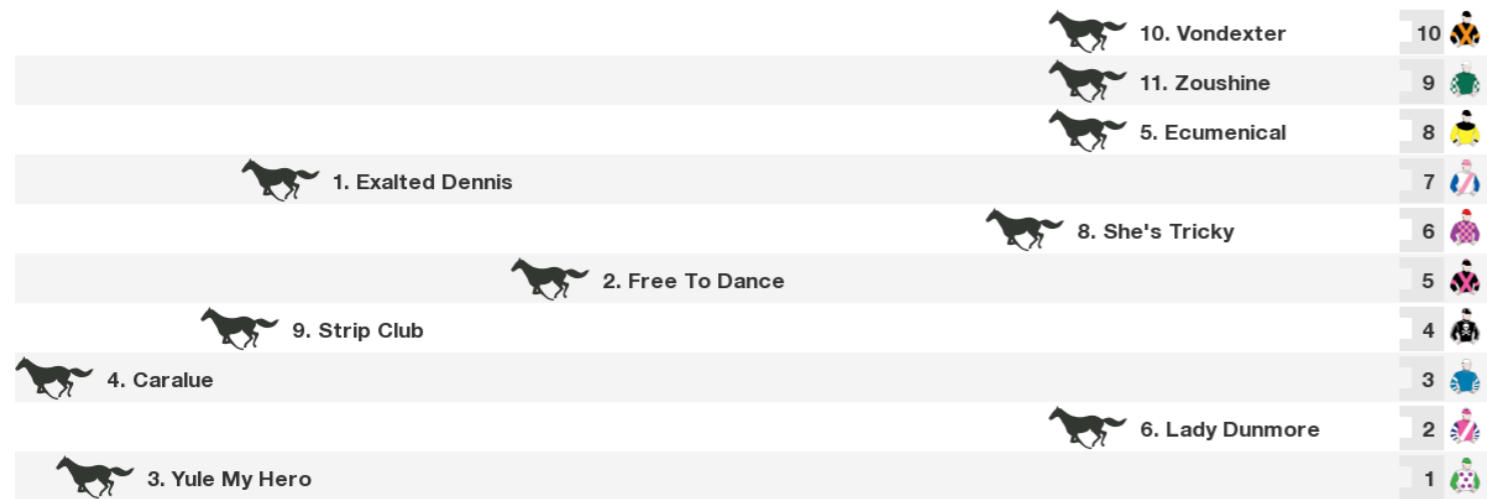 10. Vondexter 10
11. Zoushine 9
5. Ecumenical 8
1. Exalted Dennis 7
8. She's Tricky 6
2. Free To Dance 5
9. Strip Club 4
4. Caralue 3
6. Lady Dunmore 2
3. Yule My Hero 1